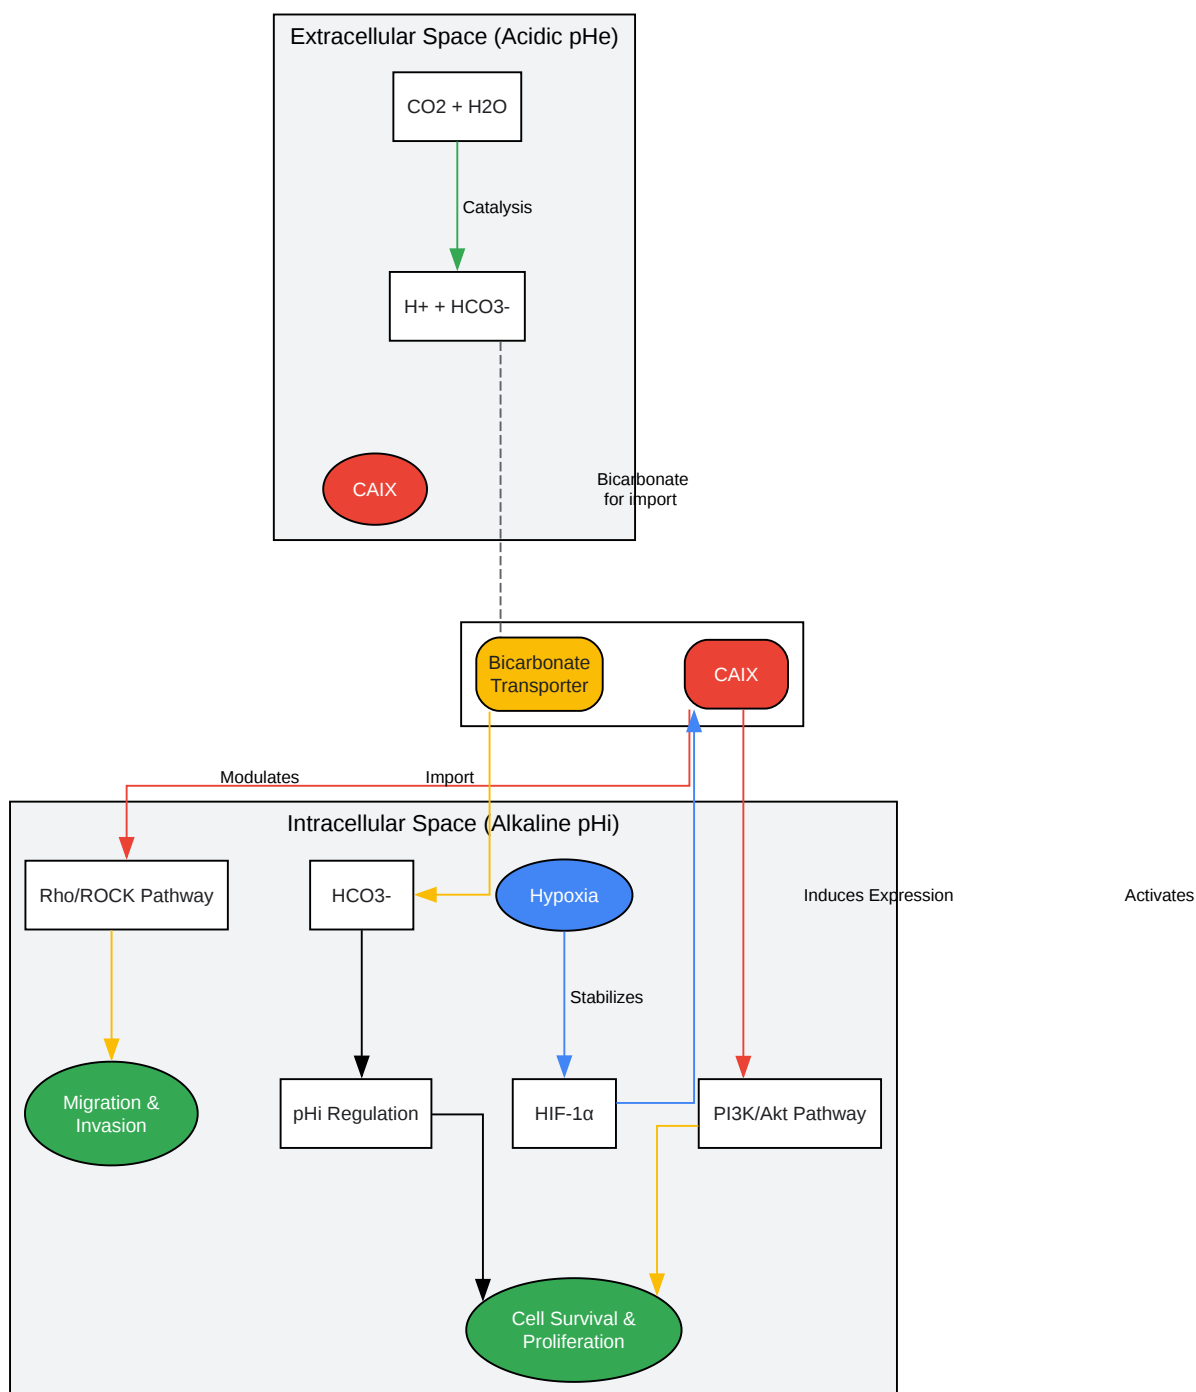 Extracellular Space (Acidic pHe)
CO2 + H2O
Catalysis
H+ + HCO3-
CAIX
Bicarbonate
for import
Bicarbonate
Transporter
CAIX
Modulates
Import
Intracellular Space (Alkaline pHi)
Rho/ROCK Pathway
HCO3-
Hypoxia
Induces Expression
Activates
Stabilizes
Migration &
Invasion
pHi Regulation
HIF-1α
PI3K/Akt Pathway
Cell Survival &
Proliferation